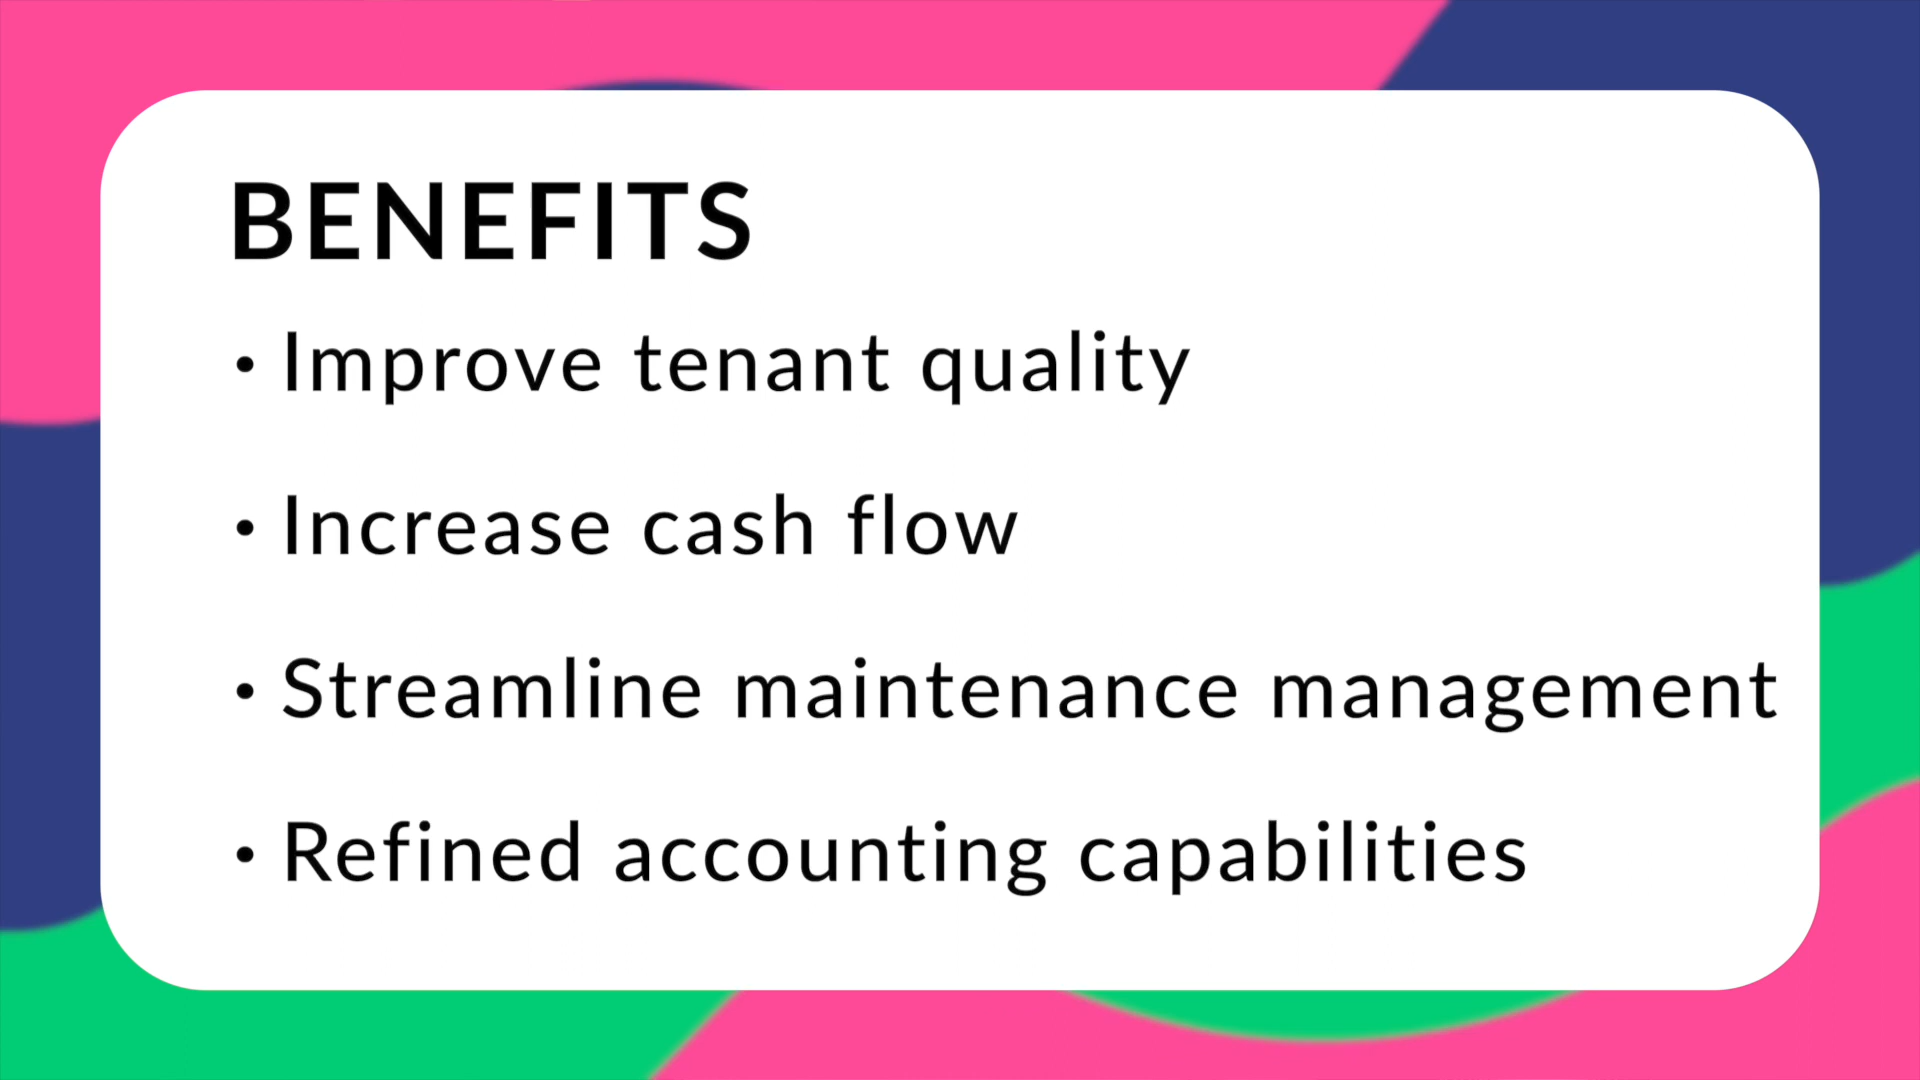 BENEFITS
• Improve tenant quality
• Increase cash flow
• Streamline maintenance management
• Refined accounting capabilities